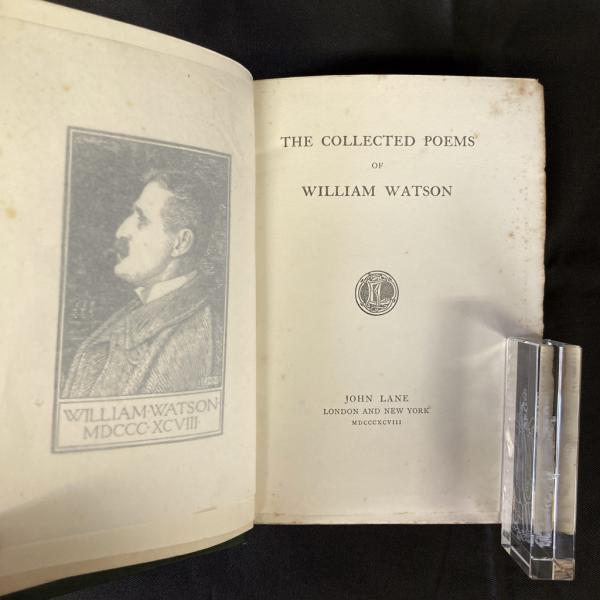 WILLIAM·WATSON·
MDCCC·XCVIII·
THE COLLECTED POEMS
OF
WILLIAM WATSON
JOHN LANE
LONDON AND NEW YORK
MDCCCXCVIII